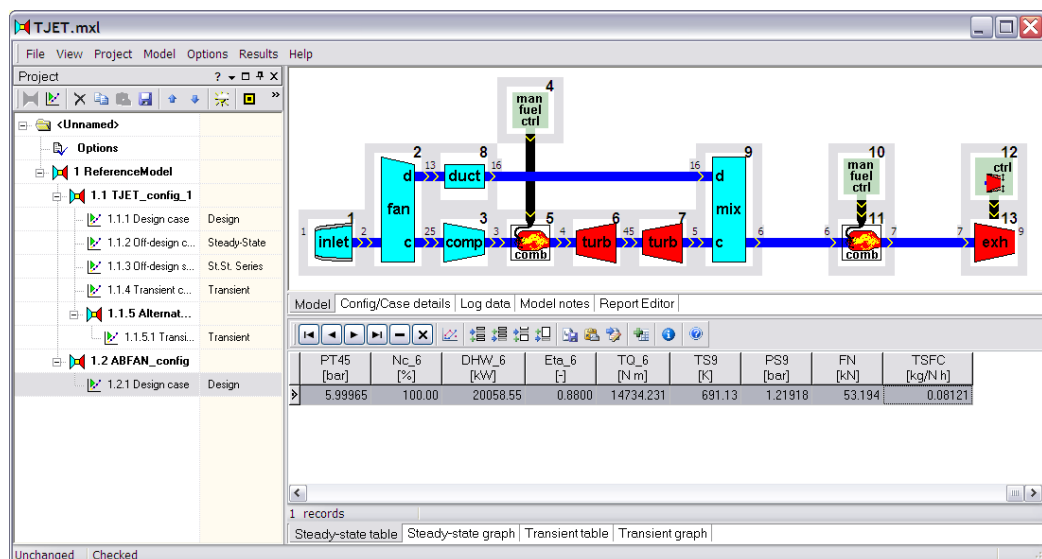 TJET.mxl
File View Project Model Options Results Help
Project
<Unnamed>
Options
1 ReferenceModel
1.1 TJET_config_1
1.1.1 Design case Design
1.1.2 Off-design c... Steady-State
1.1.3 Off-design s... St.St. Series
1.1.4 Transient c... Transient
1.1.5 Alternat...
1.1.5.1 Transi... Transient
1.2 ABFAN_config
1.2.1 Design case Design
4
man
fuel
ctrl
2 8 9 10 12
13 16 16
d duct d
man
fuel
ctrl
ctrl
fan mix
1 3 5 6 7 11 13
1 inlet 2 c 25 comp 3 comb 4 turb 45 turb 5 c 6 6 comb 7 7 exh 9
Model Config/Case details Log data Model notes Report Editor
PT45 Nc_6 DHW_6 Eta_6 TQ_6 TS9 PS9 FN TSFC
[bar] [%] [kW] [-] [N m] [K] [bar] [kN] [kg/N h]
5.99965 100.00 20058.55 0.8800 14734.231 691.13 1.21918 53.194 0.08121
1 records
Steady-state table Steady-state graph Transient table Transient graph
Unchanged Checked